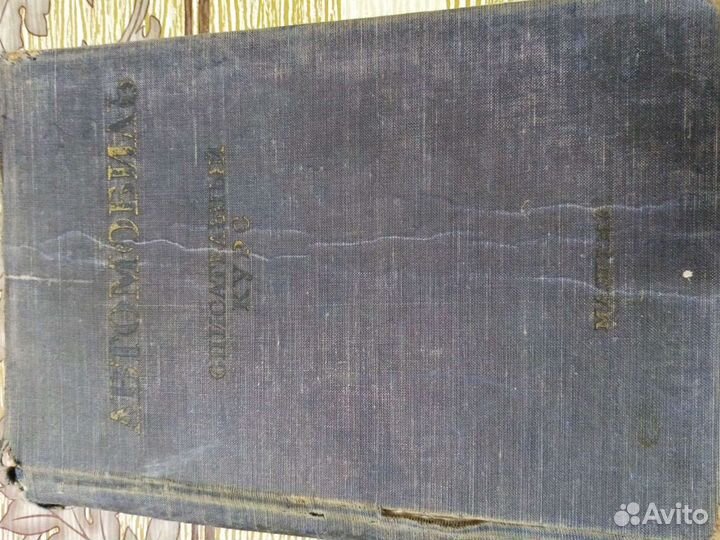 АВТОМОБИЛЬ
ОПИСАТЕЛЬНЫЙ
КУРС
МАШГИЗ
Avito